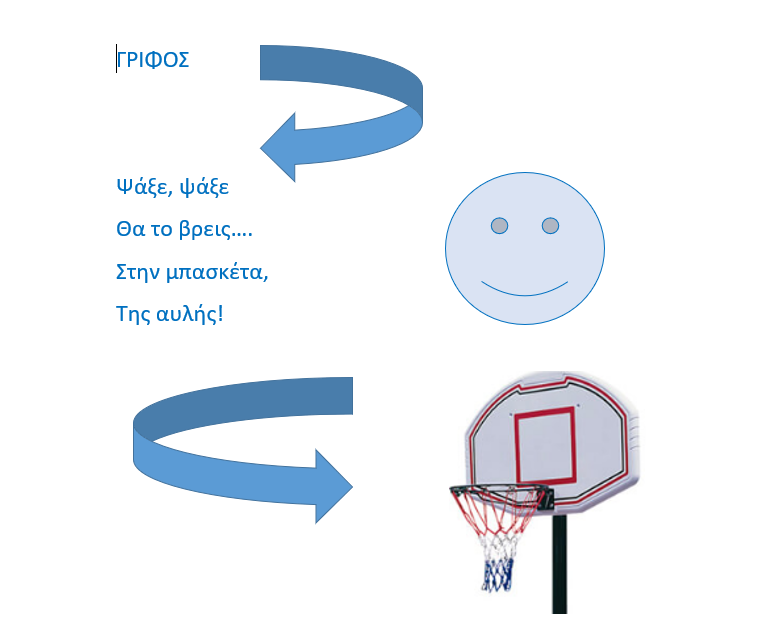 ΓΡΙΦΟΣ
Ψάξε, ψάξε
Θα το βρεις....
Στην μπασκέτα,
Της αυλής!